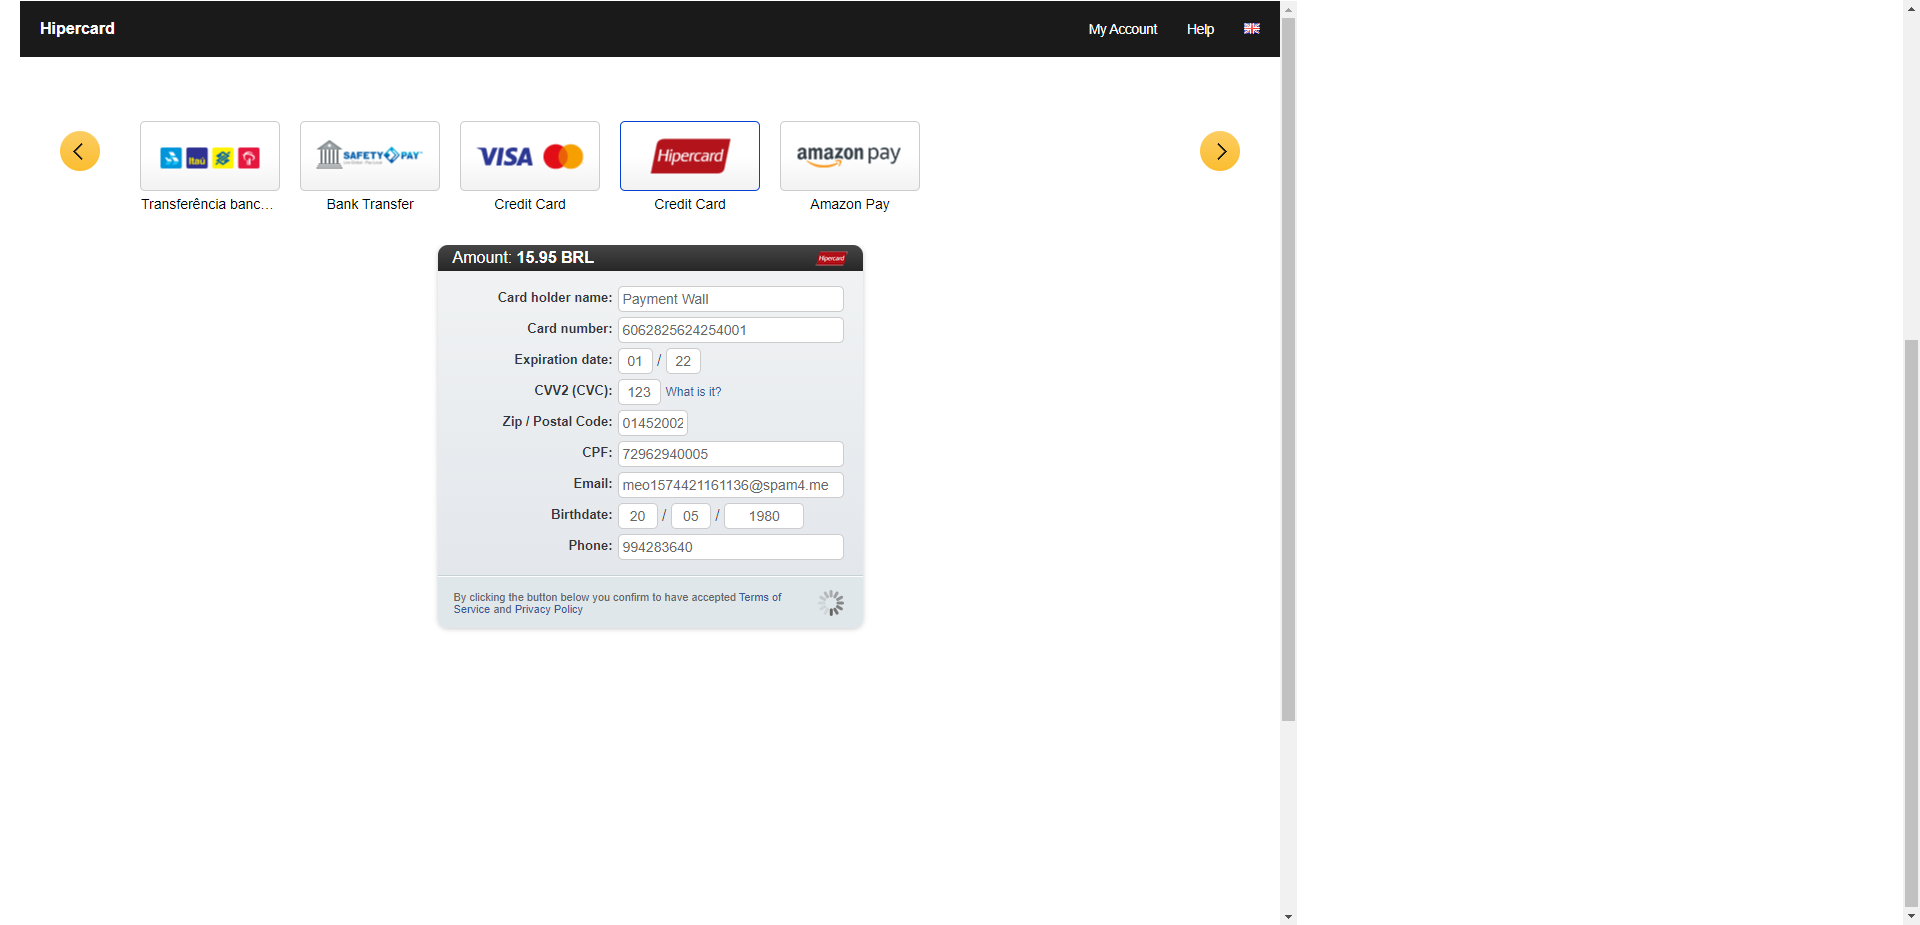 Hipercard
My Account Help
Itaú SAFETYPAY VISA Hipercard amazon pay
Transferência banc... Bank Transfer Credit Card Credit Card Amazon Pay
Amount: 15.95 BRL Hipercard
Card holder name: Payment Wall
Card number: 6062825624254001
Expiration date: 01 / 22
CVV2 (CVC): 123 What is it?
Zip / Postal Code: 01452002
CPF: 72962940005
Email: meo1574421161136@spam4.me
Birthdate: 20 / 05 / 1980
Phone: 994283640
By clicking the button below you confirm to have accepted Terms of
Service and Privacy Policy